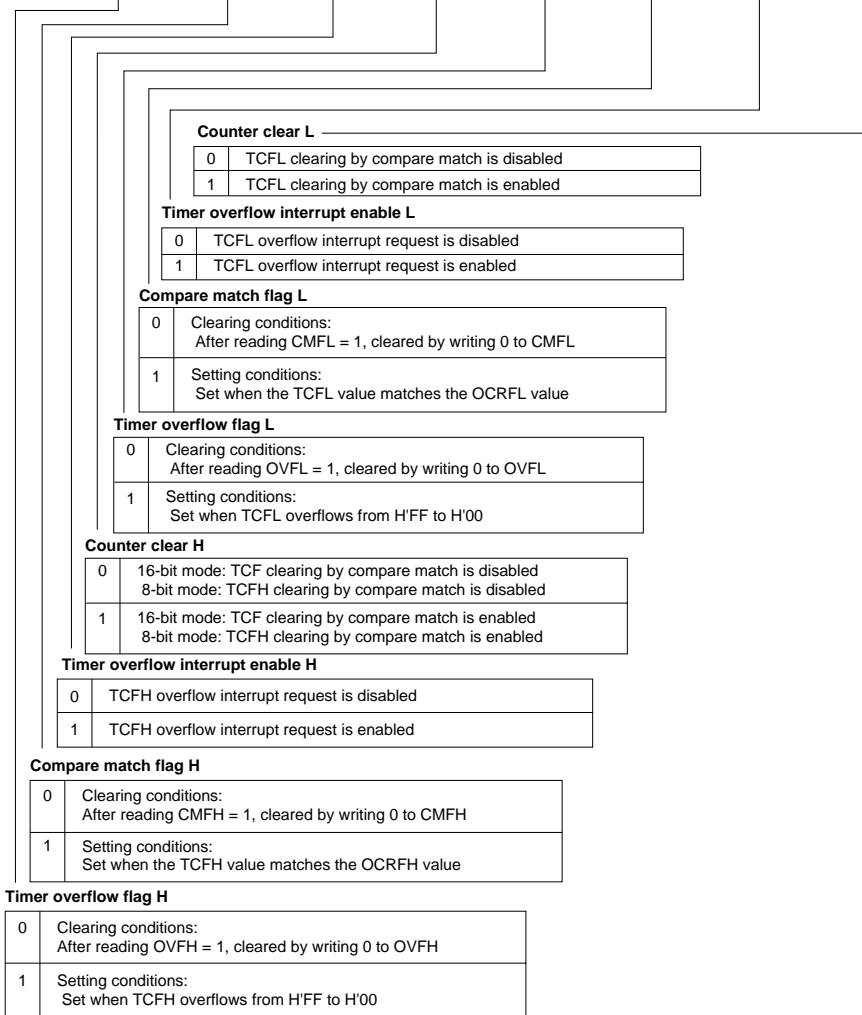 Counter clear L
0 TCFL clearing by compare match is disabled
1 TCFL clearing by compare match is enabled
Timer overflow interrupt enable L
0 TCFL overflow interrupt request is disabled
1 TCFL overflow interrupt request is enabled
Compare match flag L
0 Clearing conditions:
After reading CMFL = 1, cleared by writing 0 to CMFL
1 Setting conditions:
Set when the TCFL value matches the OCRFL value
Timer overflow flag L
0 Clearing conditions:
After reading OVFL = 1, cleared by writing 0 to OVFL
1 Setting conditions:
Set when TCFL overflows from H'FF to H'00
Counter clear H
0 16-bit mode: TCF clearing by compare match is disabled
8-bit mode: TCFH clearing by compare match is disabled
1 16-bit mode: TCF clearing by compare match is enabled
8-bit mode: TCFH clearing by compare match is enabled
Timer overflow interrupt enable H
0 TCFH overflow interrupt request is disabled
1 TCFH overflow interrupt request is enabled
Compare match flag H
0 Clearing conditions:
After reading CMFH = 1, cleared by writing 0 to CMFH
1 Setting conditions:
Set when the TCFH value matches the OCRFH value
Timer overflow flag H
0 Clearing conditions:
After reading OVFH = 1, cleared by writing 0 to OVFH
1 Setting conditions:
Set when TCFH overflows from H'FF to H'00